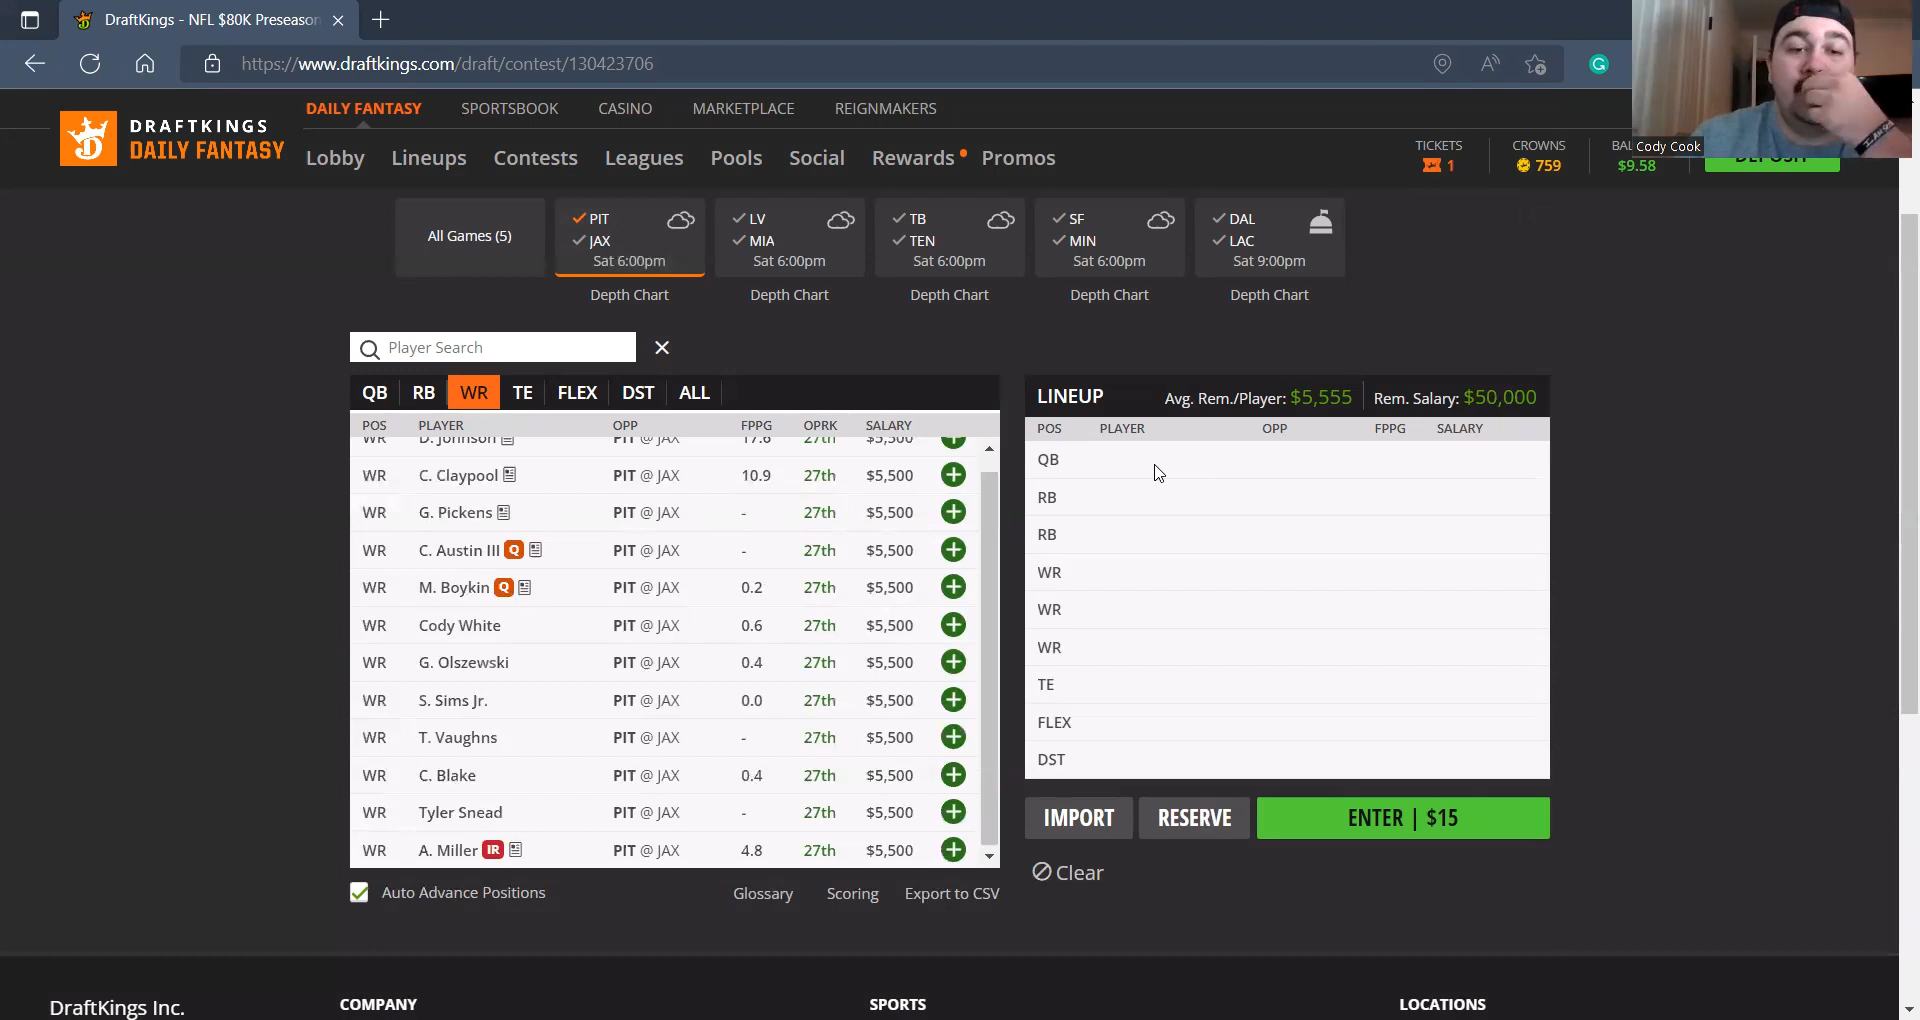 DraftKings - NFL $80K Preseason
https://www.draftkings.com/draft/contest/130423706
DAILY FANTASY SPORTSBOOK CASINO MARKETPLACE REIGNMAKERS
DRAFTKINGS
DAILY FANTASY
Lobby Lineups Contests Leagues Pools Social Rewards Promos
TICKETS 1
CROWNS 759
$9.58
Cody Cook
All Games (5)
PIT JAX Sat 6:00pm
LV MIA Sat 6:00pm
TB TEN Sat 6:00pm
SF MIN Sat 6:00pm
DAL LAC Sat 9:00pm
Depth Chart Depth Chart Depth Chart Depth Chart Depth Chart
Player Search
QB RB WR TE FLEX DST ALL
POS PLAYER OPP FPPG OPRK SALARY
WR D. Johnson PIT @ JAX 17.6 27th $5,500
WR C. Claypool PIT @ JAX 10.9 27th $5,500
WR G. Pickens PIT @ JAX - 27th $5,500
WR C. Austin III Q PIT @ JAX - 27th $5,500
WR M. Boykin Q PIT @ JAX 0.2 27th $5,500
WR Cody White PIT @ JAX 0.6 27th $5,500
WR G. Olszewski PIT @ JAX 0.4 27th $5,500
WR S. Sims Jr. PIT @ JAX 0.0 27th $5,500
WR T. Vaughns PIT @ JAX - 27th $5,500
WR C. Blake PIT @ JAX 0.4 27th $5,500
WR Tyler Snead PIT @ JAX - 27th $5,500
WR A. Miller IR PIT @ JAX 4.8 27th $5,500
Auto Advance Positions Glossary Scoring Export to CSV
LINEUP Avg. Rem./Player: $5,555 Rem. Salary: $50,000
POS PLAYER OPP FPPG SALARY
QB
RB
RB
WR
WR
WR
TE
FLEX
DST
IMPORT RESERVE ENTER | $15
Clear
DraftKings Inc. COMPANY SPORTS LOCATIONS